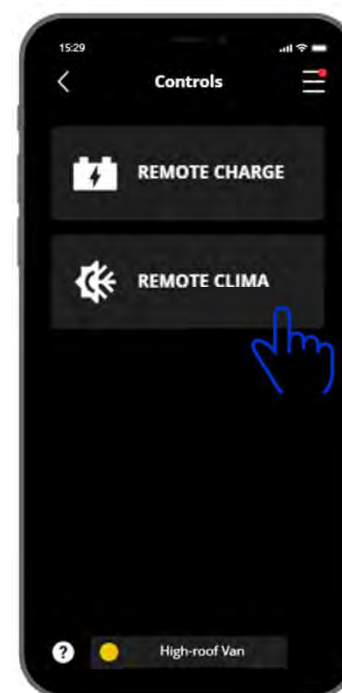 15:29
Controls
REMOTE CHARGE
REMOTE CLIMA
? High-roof Van